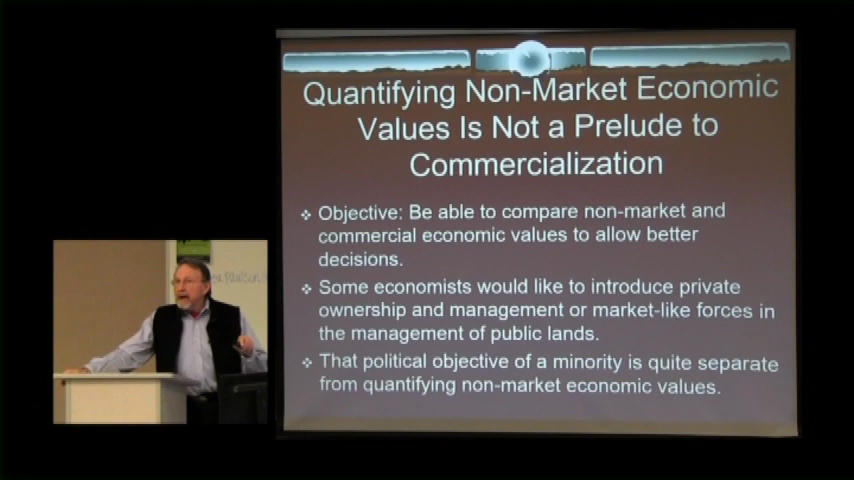 Quantifying Non-Market Economic
Values Is Not a Prelude to
Commercialization
❖ Objective: Be able to compare non-market and
commercial economic values to allow better
decisions.
❖ Some economists would like to introduce private
ownership and management or market-like forces in
the management of public lands.
❖ That political objective of a minority is quite separate
from quantifying non-market economic values.